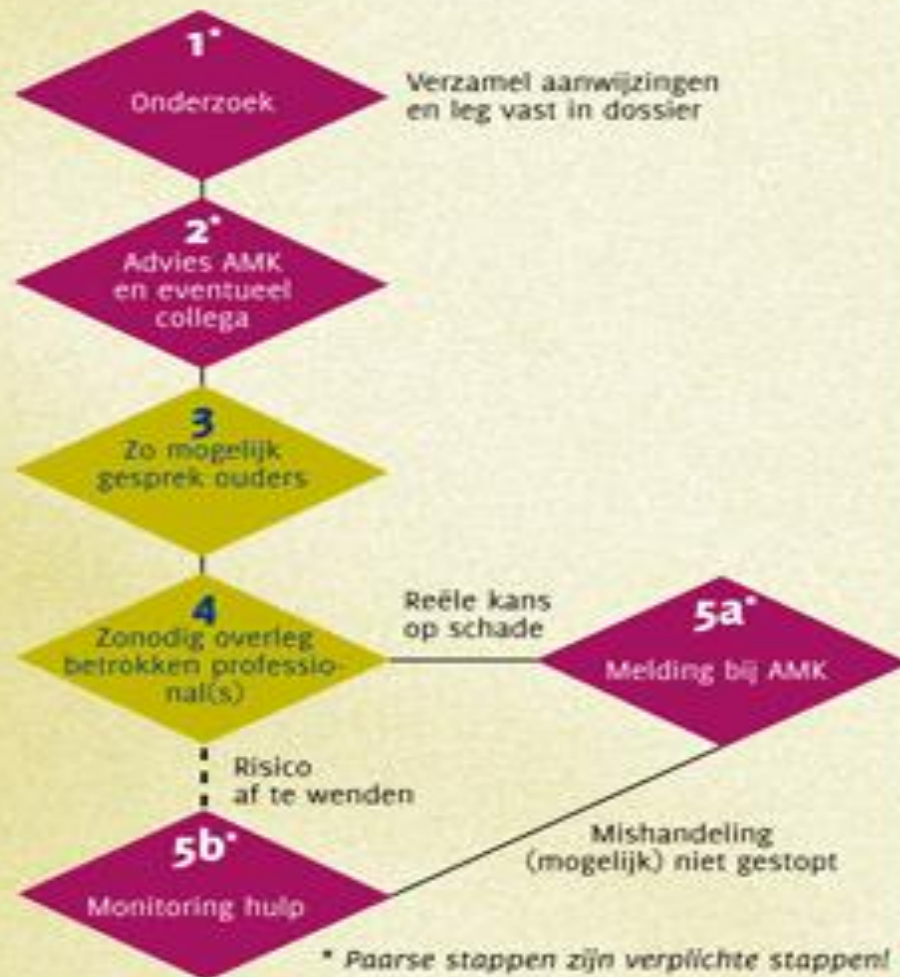 1*
Onderzoek
Verzamel aanwijzingen
en leg vast in dossier
2*
Advies AMK
en eventueel
collega
3
Zo mogelijk
gesprek ouders
4
Zonodig overleg
betrokken professio-
nal(s)
Reële kans
op schade
5a*
Melding bij AMK
Risico
af te wenden
5b*
Monitoring hulp
Mishandeling
(mogelijk) niet gestopt
* Paarse stappen zijn verplichte stappen!